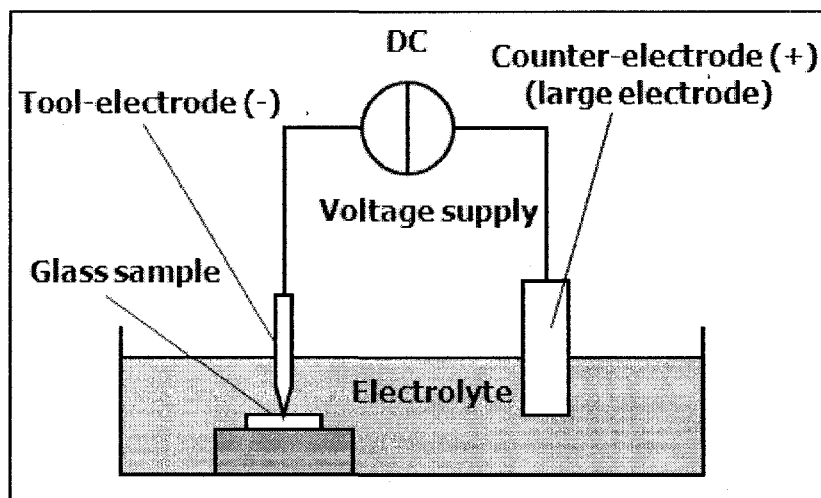 DC
Counter-electrode (+)
(large electrode)
Tool-electrode (-)
Voltage supply
Glass sample
Electrolyte